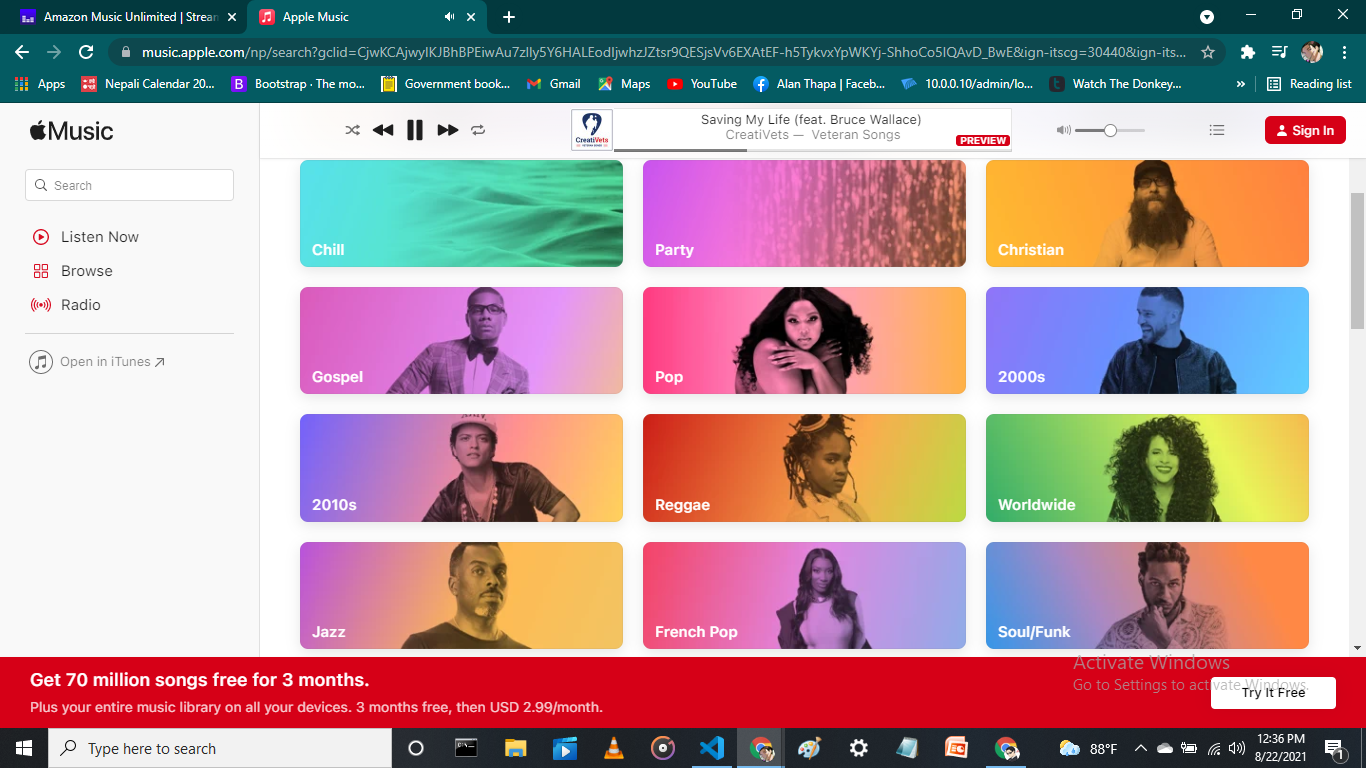 Amazon Music Unlimited | Strean
Apple Music
music.apple.com/np/search?gclid=CjwKCAjwyIKJBhBPEiwAu7zlly5Y6HALEodIjwhzJZtsr9QESjsVv6EXAtEF-h5TykvxYpWKYj-ShhoCo5IQAvD_BwE&ign-itscg=30440&ign-its...
Apps
Nepali Calendar 20...
Bootstrap · The mo...
Government book...
Gmail
Maps
YouTube
Alan Thapa | Faceb...
10.0.0.10/admin/lo...
Watch The Donkey...
»
Reading list
Music
CreatiVets
Saving My Life (feat. Bruce Wallace)
CreatiVets — Veteran Songs
PREVIEW
Sign In
Search
Listen Now
Browse
Radio
Open in iTunes
Chill
Party
Christian
Gospel
Pop
2000s
2010s
Reggae
Worldwide
Jazz
French Pop
Soul/Funk
Get 70 million songs free for 3 months.
Plus your entire music library on all your devices. 3 months free, then USD 2.99/month.
Try It Free
Activate Windows
Go to Settings to activate Windows.
Type here to search
88°F
12:36 PM
8/22/2021
1